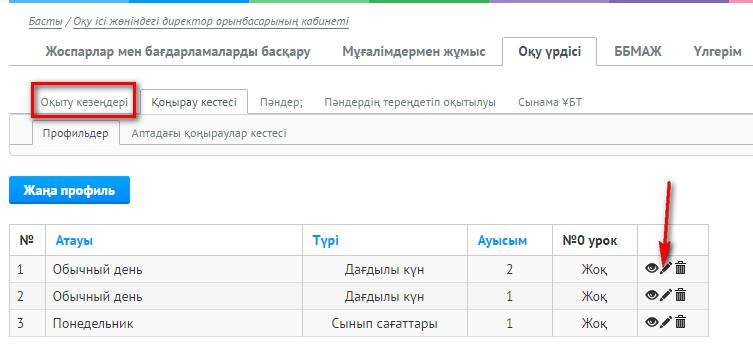 Басты / Оқу ісі жөніндегі директор орынбасарының кабинеті
Жоспарлар мен бағдарламаларды басқару Мұғалімдермен жұмыс Оқу үрдісі ББМАЖ Үлгерім
Оқыту кезеңдері Қоңырау кестесі Пәндер; Пәндердің тереңдетіп оқытылуы Сынама ҰБТ
Профильдер Аптадағы қоңыраулар кестесі
Жаңа профиль
№ Атауы Түрі Ауысым №0 урок
1 Обычный день Дағдылы күн 2 Жоқ
2 Обычный день Дағдылы күн 1 Жоқ
3 Понедельник Сынып сағаттары 1 Жоқ